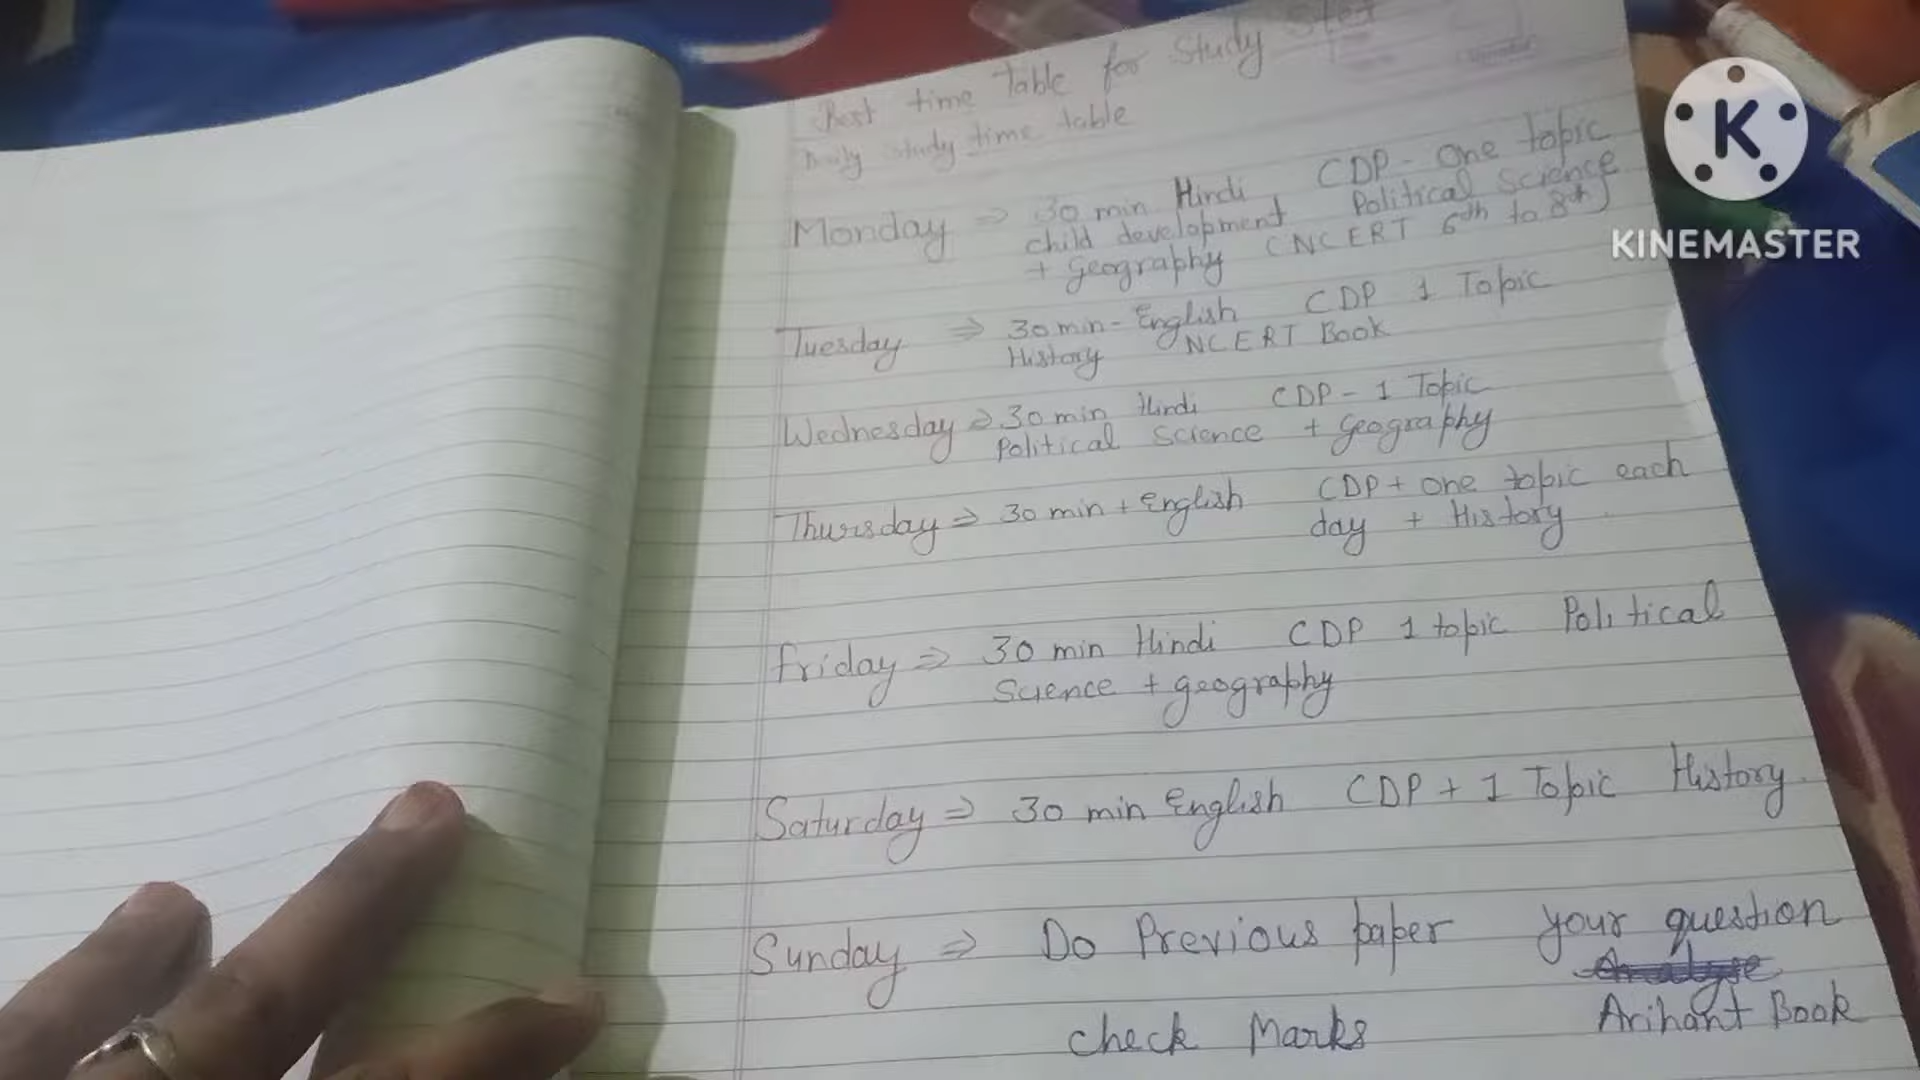 Best time table for study
Daily study time table
Monday ⇒ 30 min Hindi CDP - One topic
child development Political Science
+ geography (NCERT 6th to 8th)
Tuesday ⇒ 30 min - English CDP 1 Topic
History NCERT Book
Wednesday ⇒ 30 min Hindi CDP - 1 Topic
Political Science + geography
Thursday ⇒ 30 min + English CDP + one topic each
day + History
Friday ⇒ 30 min Hindi CDP 1 topic Political
Science + geography
Saturday ⇒ 30 min English CDP + 1 Topic History
Sunday ⇒ Do Previous paper your question
check Marks Arihant Book
K
KINEMASTER